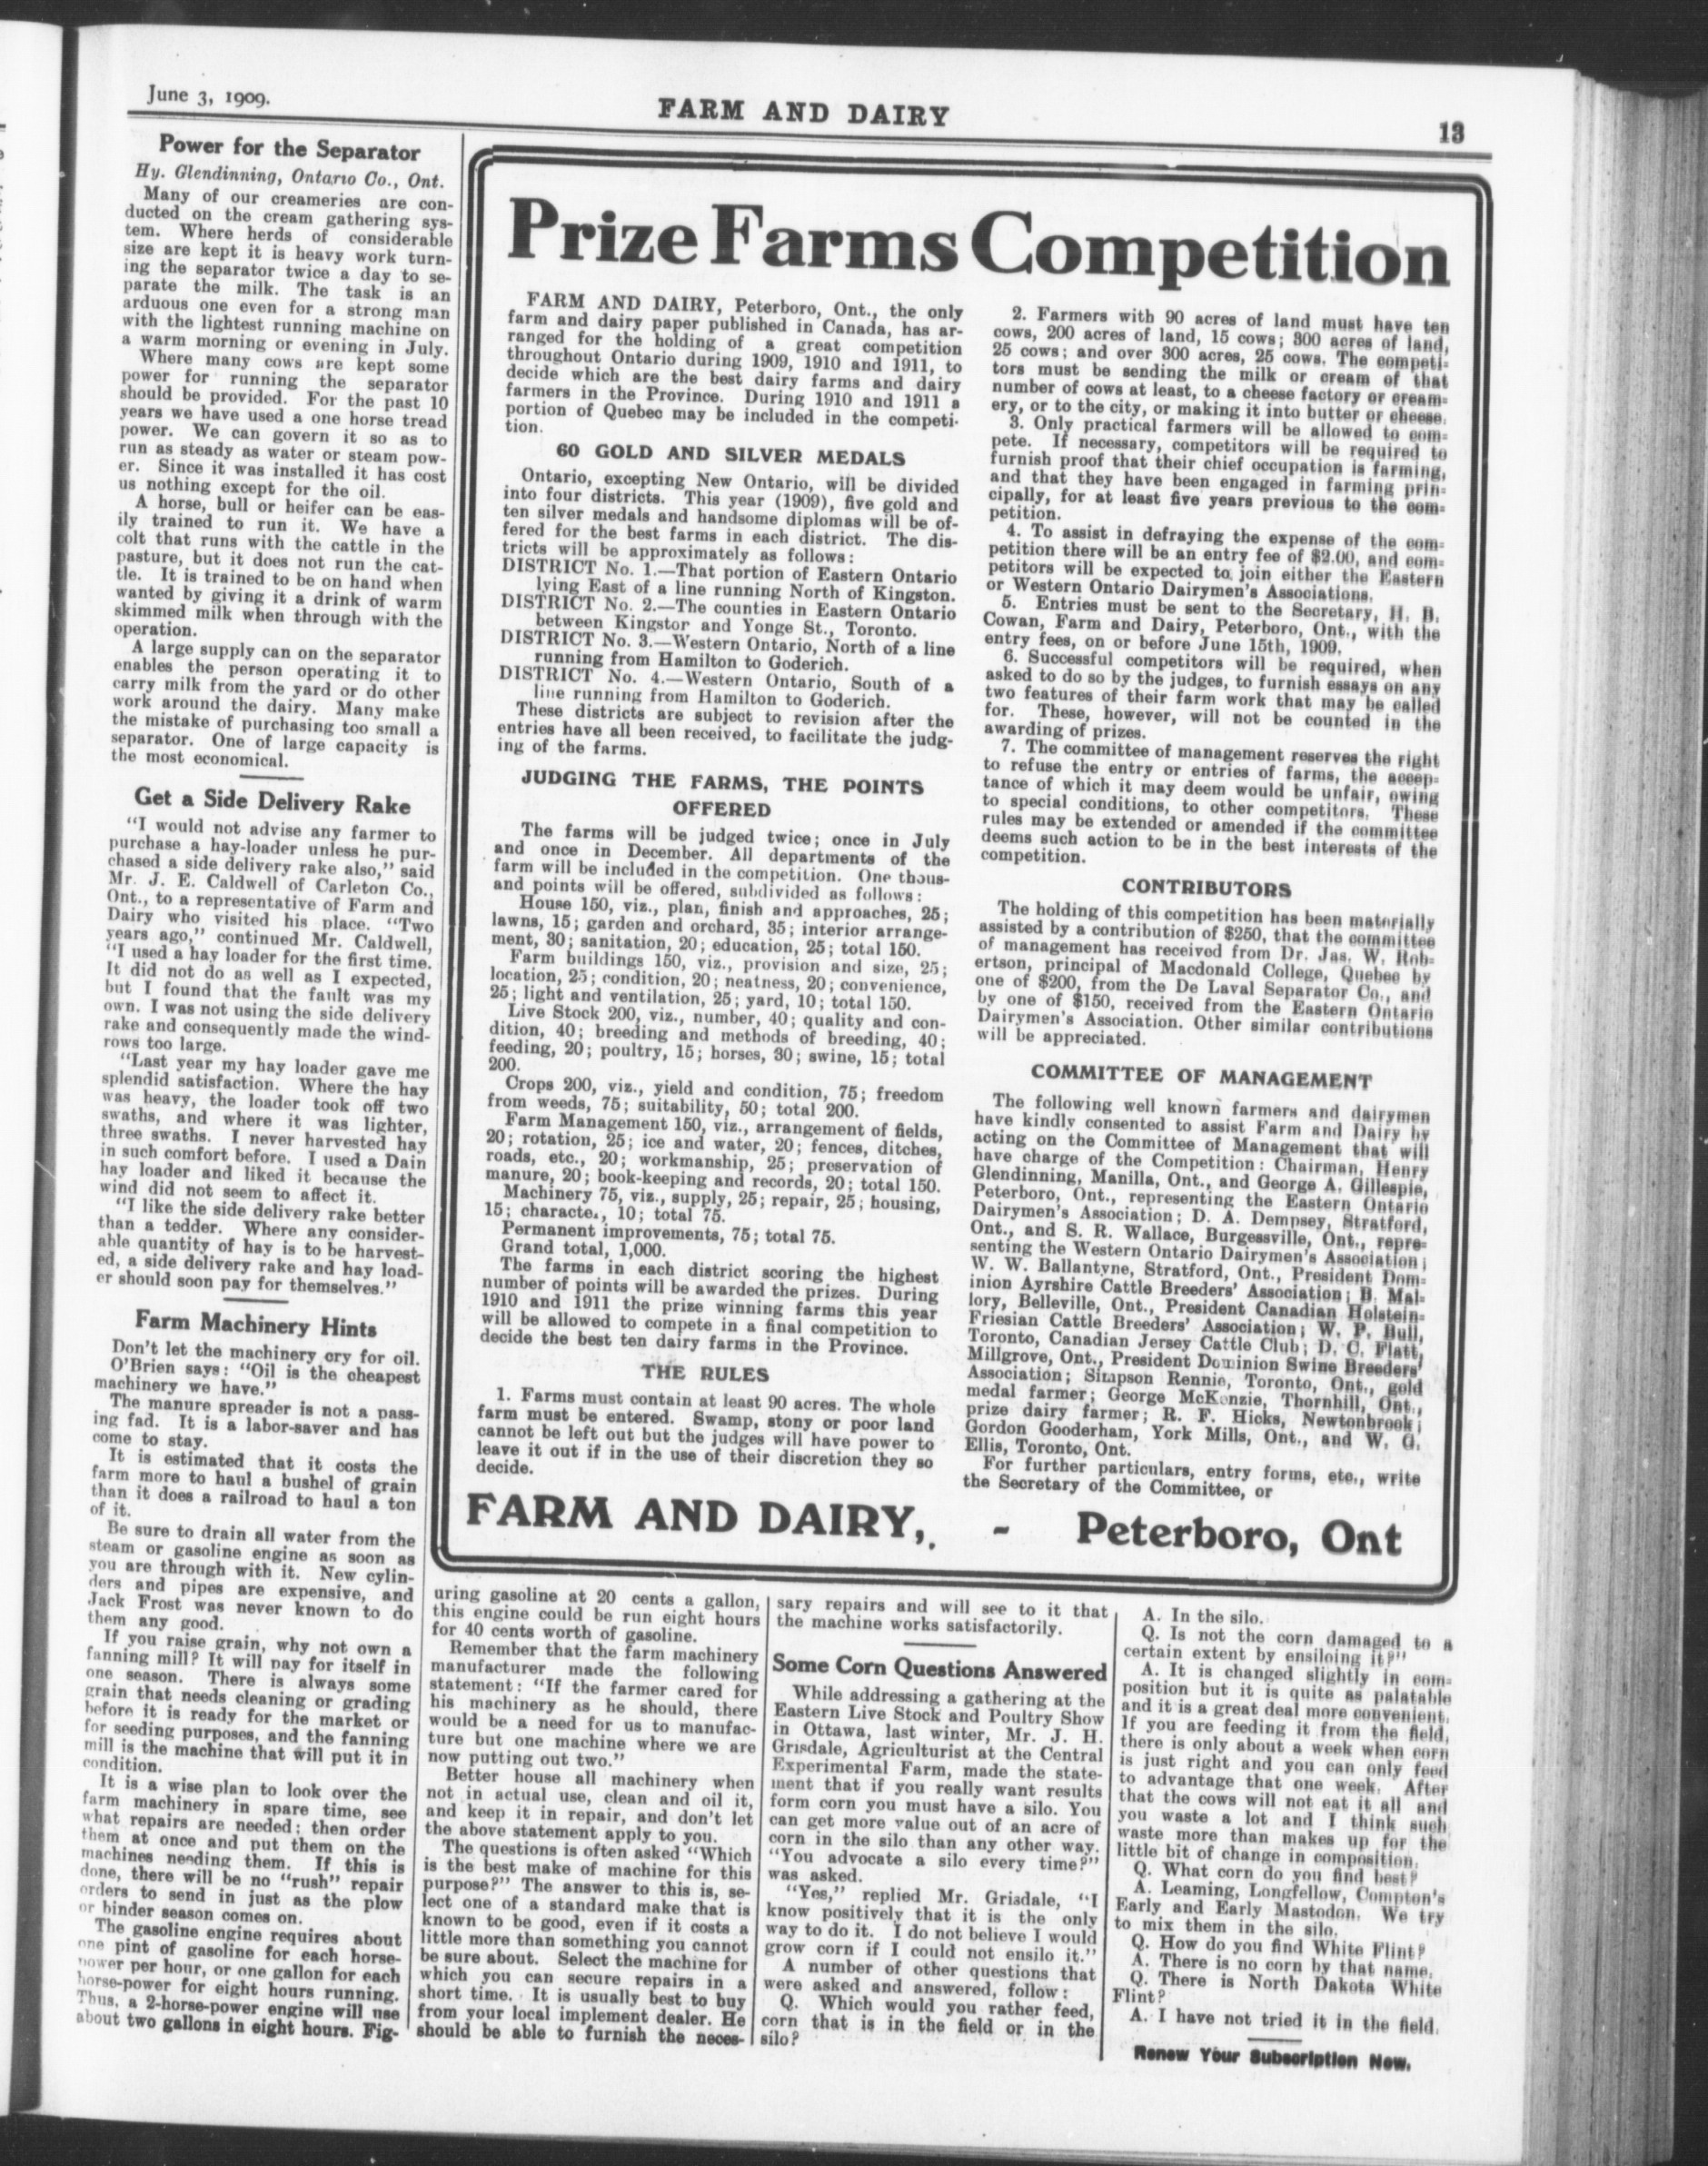 June 3, 1909.
FARM AND DAIRY
13
Power for the Separator
Hy. Glendinning, Ontario Co., Ont.
Many of our creameries are con-
ducted on the cream gathering sys-
tem. Where herds of considerable
size are kept it is heavy work turn-
ing the separator twice a day to se-
parate the milk. The task is an
arduous one even for a strong man
with the lightest running machine on
a warm morning or evening in July.
Where many cows are kept some
power for running the separator
should be provided. For the past 10
years we have used a one horse tread
power. We can govern it so as to
run as steady as water or steam pow-
er. Since it was installed it has cost
us nothing except for the oil.
A horse, bull or heifer can be eas-
ily trained to run it. We have a
colt that runs with the cattle in the
pasture, but it does not run the cat-
tle. It is trained to be on hand when
wanted by giving it a drink of warm
skimmed milk when through with the
operation.
A large supply can on the separator
enables the person operating it to
carry milk from the yard or do other
work around the dairy. Many make
the mistake of purchasing too small a
separator. One of large capacity is
the most economical.
Get a Side Delivery Rake
"I would not advise any farmer to
purchase a hay-loader unless he pur-
chased a side delivery rake also," said
Mr. J. E. Caldwell of Carleton Co.,
Ont., to a representative of Farm and
Dairy who visited his place. "Two
years ago," continued Mr. Caldwell,
"I used a hay loader for the first time.
It did not do as well as I expected,
but I found that the fault was my
own. I was not using the side delivery
rake and consequently made the wind-
rows too large.
"Last year my hay loader gave me
splendid satisfaction. Where the hay
was heavy, the loader took off two
swaths, and where it was lighter,
three swaths. I never harvested hay
in such comfort before. I used a Dain
hay loader and liked it because the
wind did not seem to affect it.
"I like the side delivery rake better
than a tedder. Where any consider-
able quantity of hay is to be harvest-
ed, a side delivery rake and hay load-
er should soon pay for themselves."
Farm Machinery Hints
Don't let the machinery cry for oil.
O'Brien says: "Oil is the cheapest
machinery we have."
The manure spreader is not a pass-
ing fad. It is a labor-saver and has
come to stay.
It is estimated that it costs the
farm more to haul a bushel of grain
than it does a railroad to haul a ton
of it.
Be sure to drain all water from the
steam or gasoline engine as soon as
you are through with it. New cylin-
ders and pipes are expensive, and
Jack Frost was never known to do
them any good.
If you raise grain, why not own a
fanning mill? It will pay for itself in
one season. There is always some
grain that needs cleaning or grading
before it is ready for the market or
for seeding purposes, and the fanning
mill is the machine that will put it in
condition.
It is a wise plan to look over the
farm machinery in spare time, see
what repairs are needed; then order
them at once and put them on the
machines needing them. If this is
done, there will be no "rush" repair
orders to send in just as the plow
or binder season comes on.
The gasoline engine requires about
one pint of gasoline for each horse-
power per hour, or one gallon for each
horse-power for eight hours running.
Thus, a 2-horse-power engine will use
about two gallons in eight hours. Fig-
Prize Farms Competition
FARM AND DAIRY, Peterboro, Ont., the only
farm and dairy paper published in Canada, has ar-
ranged for the holding of a great competition
throughout Ontario during 1909, 1910 and 1911, to
decide which are the best dairy farms and dairy
farmers in the Province. During 1910 and 1911 a
portion of Quebec may be included in the competi-
tion.
60 GOLD AND SILVER MEDALS
Ontario, excepting New Ontario, will be divided
into four districts. This year (1909), five gold and
ten silver medals and handsome diplomas will be of-
fered for the best farms in each district. The dis-
tricts will be approximately as follows:
DISTRICT No. 1.—That portion of Eastern Ontario
lying East of a line running North of Kingston.
DISTRICT No. 2.—The counties in Eastern Ontario
between Kingstor and Yonge St., Toronto.
DISTRICT No. 3.—Western Ontario, North of a line
running from Hamilton to Goderich.
DISTRICT No. 4.—Western Ontario, South of a
line running from Hamilton to Goderich.
These districts are subject to revision after the
entries have all been received, to facilitate the judg-
ing of the farms.
JUDGING THE FARMS, THE POINTS
OFFERED
The farms will be judged twice; once in July
and once in December. All departments of the
farm will be included in the competition. One thous-
and points will be offered, subdivided as follows:
House 150, viz., plan, finish and approaches, 25;
lawns, 15; garden and orchard, 35; interior arrange-
ment, 30; sanitation, 20; education, 25; total 150.
Farm buildings 150, viz., provision and size, 25;
location, 25; condition, 20; neatness, 20; convenience,
25; light and ventilation, 25; yard, 10; total 150.
Live Stock 200, viz., number, 40; quality and con-
dition, 40; breeding and methods of breeding, 40;
feeding, 20; poultry, 15; horses, 30; swine, 15; total
200.
Crops 200, viz., yield and condition, 75; freedom
from weeds, 75; suitability, 50; total 200.
Farm Management 150, viz., arrangement of fields,
20; rotation, 25; ice and water, 20; fences, ditches,
roads, etc., 20; workmanship, 25; preservation of
manure, 20; book-keeping and records, 20; total 150.
Machinery 75, viz., supply, 25; repair, 25; housing,
15; characte., 10; total 75.
Permanent improvements, 75; total 75.
Grand total, 1,000.
The farms in each district scoring the highest
number of points will be awarded the prizes. During
1910 and 1911 the prize winning farms this year
will be allowed to compete in a final competition to
decide the best ten dairy farms in the Province.
THE RULES
1. Farms must contain at least 90 acres. The whole
farm must be entered. Swamp, stony or poor land
cannot be left out but the judges will have power to
leave it out if in the use of their discretion they so
decide.
2. Farmers with 90 acres of land must have ten
cows, 200 acres of land, 15 cows; 300 acres of land,
25 cows; and over 300 acres, 25 cows. The competi-
tors must be sending the milk or cream of that
number of cows at least, to a cheese factory or cream-
ery, or to the city, or making it into butter or cheese.
3. Only practical farmers will be allowed to com-
pete. If necessary, competitors will be required to
furnish proof that their chief occupation is farming,
and that they have been engaged in farming prin-
cipally, for at least five years previous to the com-
petition.
4. To assist in defraying the expense of the com-
petition there will be an entry fee of $2.00, and com-
petitors will be expected to join either the Eastern
or Western Ontario Dairymen's Associations.
5. Entries must be sent to the Secretary, H. B.
Cowan, Farm and Dairy, Peterboro, Ont., with the
entry fees, on or before June 15th, 1909.
6. Successful competitors will be required, when
asked to do so by the judges, to furnish essays on any
two features of their farm work that may be called
for. These, however, will not be counted in the
awarding of prizes.
7. The committee of management reserves the right
to refuse the entry or entries of farms, the accep-
tance of which it may deem would be unfair, owing
to special conditions, to other competitors. These
rules may be extended or amended if the committee
deems such action to be in the best interests of the
competition.
CONTRIBUTORS
The holding of this competition has been materially
assisted by a contribution of $250, that the committee
of management has received from Dr. Jas. W. Rob-
ertson, principal of Macdonald College, Quebec by
one of $200, from the De Laval Separator Co., and
by one of $150, received from the Eastern Ontario
Dairymen's Association. Other similar contributions
will be appreciated.
COMMITTEE OF MANAGEMENT
The following well known farmers and dairymen
have kindly consented to assist Farm and Dairy by
acting on the Committee of Management that will
have charge of the Competition: Chairman, Henry
Glendinning, Manilla, Ont., and George A. Gillespie,
Peterboro, Ont., representing the Eastern Ontario
Dairymen's Association; D. A. Dempsey, Stratford,
Ont., and S. R. Wallace, Burgessville, Ont., repre-
senting the Western Ontario Dairymen's Association;
W. W. Ballantyne, Stratford, Ont., President Dom-
inion Ayrshire Cattle Breeders' Association; B. Mal-
lory, Belleville, Ont., President Canadian Holstein-
Friesian Cattle Breeders' Association; W. P. Bull,
Toronto, Canadian Jersey Cattle Club; D. C. Flatt,
Millgrove, Ont., President Dominion Swine Breeders'
Association; Simpson Rennie, Toronto, Ont., gold
medal farmer; George McKenzie, Thornhill, Ont.,
prize dairy farmer; R. F. Hicks, Newtonbrook;
Gordon Gooderham, York Mills, Ont., and W. G.
Ellis, Toronto, Ont.
For further particulars, entry forms, etc., write
the Secretary of the Committee, or
FARM AND DAIRY, - Peterboro, Ont
uring gasoline at 20 cents a gallon,
this engine could be run eight hours
for 40 cents worth of gasoline.
Remember that the farm machinery
manufacturer made the following
statement: "If the farmer cared for
his machinery as he should, there
would be a need for us to manufac-
ture but one machine where we are
now putting out two."
Better house all machinery when
not in actual use, clean and oil it,
and keep it in repair, and don't let
the above statement apply to you.
The questions is often asked "Which
is the best make of machine for this
purpose?" The answer to this is, se-
lect one of a standard make that is
known to be good, even if it costs a
little more than something you cannot
be sure about. Select the machine for
which you can secure repairs in a
short time. It is usually best to buy
from your local implement dealer. He
should be able to furnish the neces-
sary repairs and will see to it that
the machine works satisfactorily.
Some Corn Questions Answered
While addressing a gathering at the
Eastern Live Stock and Poultry Show
in Ottawa, last winter, Mr. J. H.
Grisdale, Agriculturist at the Central
Experimental Farm, made the state-
ment that if you really want results
form corn you must have a silo. You
can get more value out of an acre of
corn in the silo than any other way.
"You advocate a silo every time?"
was asked.
"Yes," replied Mr. Grisdale, "I
know positively that it is the only
way to do it. I do not believe I would
grow corn if I could not ensilo it."
A number of other questions that
were asked and answered, follow:
Q. Which would you rather feed,
corn that is in the field or in the
silo?
A. In the silo.
Q. Is not the corn damaged to a
certain extent by ensiloing it?"
A. It is changed slightly in com-
position but it is quite as palatable
and it is a great deal more convenient.
If you are feeding it from the field,
there is only about a week when corn
is just right and you can only feed
to advantage that one week. After
that the cows will not eat it all and
you waste a lot and I think such
waste more than makes up for the
little bit of change in composition.
Q. What corn do you find best?
A. Leaming, Longfellow, Compton's
Early and Early Mastodon. We try
to mix them in the silo.
Q. How do you find White Flint?
A. There is no corn by that name.
Q. There is North Dakota White
Flint?
A. I have not tried it in the field.
Renew Your Subscription Now.